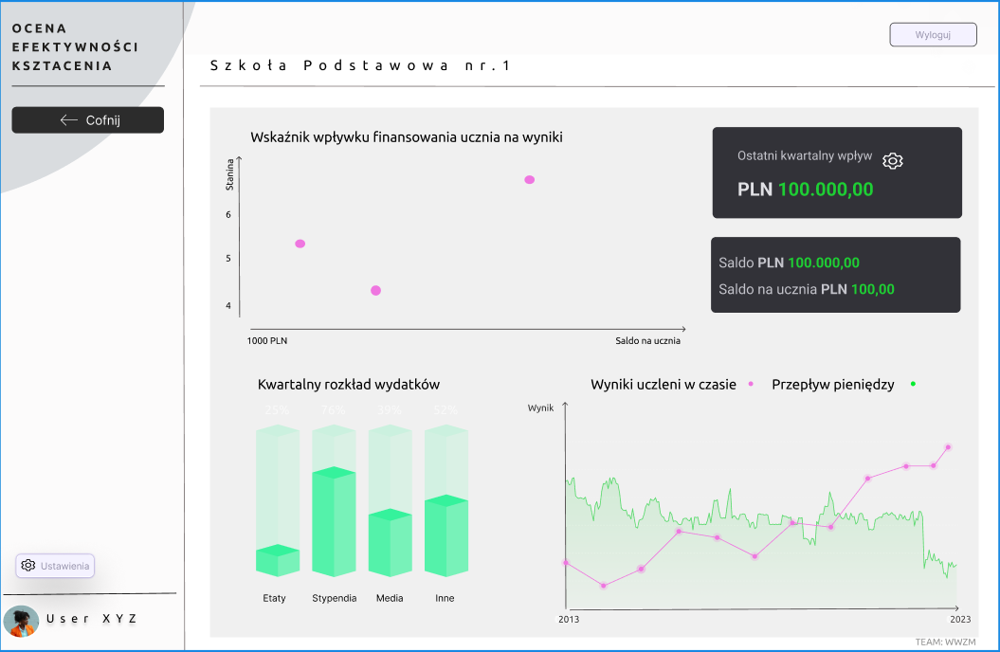 OCENA
EFEKTYWNOŚCI
KSZTACENIA
Wyloguj
Szkoła Podstawowa nr.1
Cofnij
Wskaźnik wpływku finansowania ucznia na wyniki
Stanina
6
5
4
1000 PLN
Saldo na ucznia
Ostatni kwartalny wpływ
PLN 100.000,00
Saldo PLN 100.000,00
Saldo na ucznia PLN 100,00
Kwartalny rozkład wydatków
25% 76% 39% 52%
Etaty Stypendia Media Inne
Wyniki uczleni w czasie
Przepływ pieniędzy
Wynik
2013
2023
Ustawienia
User XYZ
TEAM: WWZM